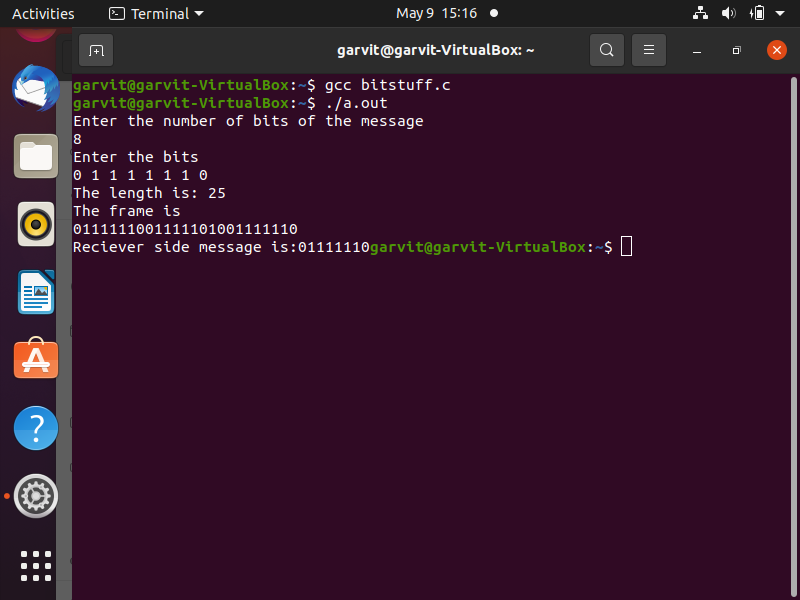 Activities Terminal May 9 15:16
garvit@garvit-VirtualBox: ~
garvit@garvit-VirtualBox:~$ gcc bitstuff.c
garvit@garvit-VirtualBox:~$ ./a.out
Enter the number of bits of the message
8
Enter the bits
0 1 1 1 1 1 1 0
The length is: 25
The frame is
0111111001111101001111110
Reciever side message is:01111110garvit@garvit-VirtualBox:~$